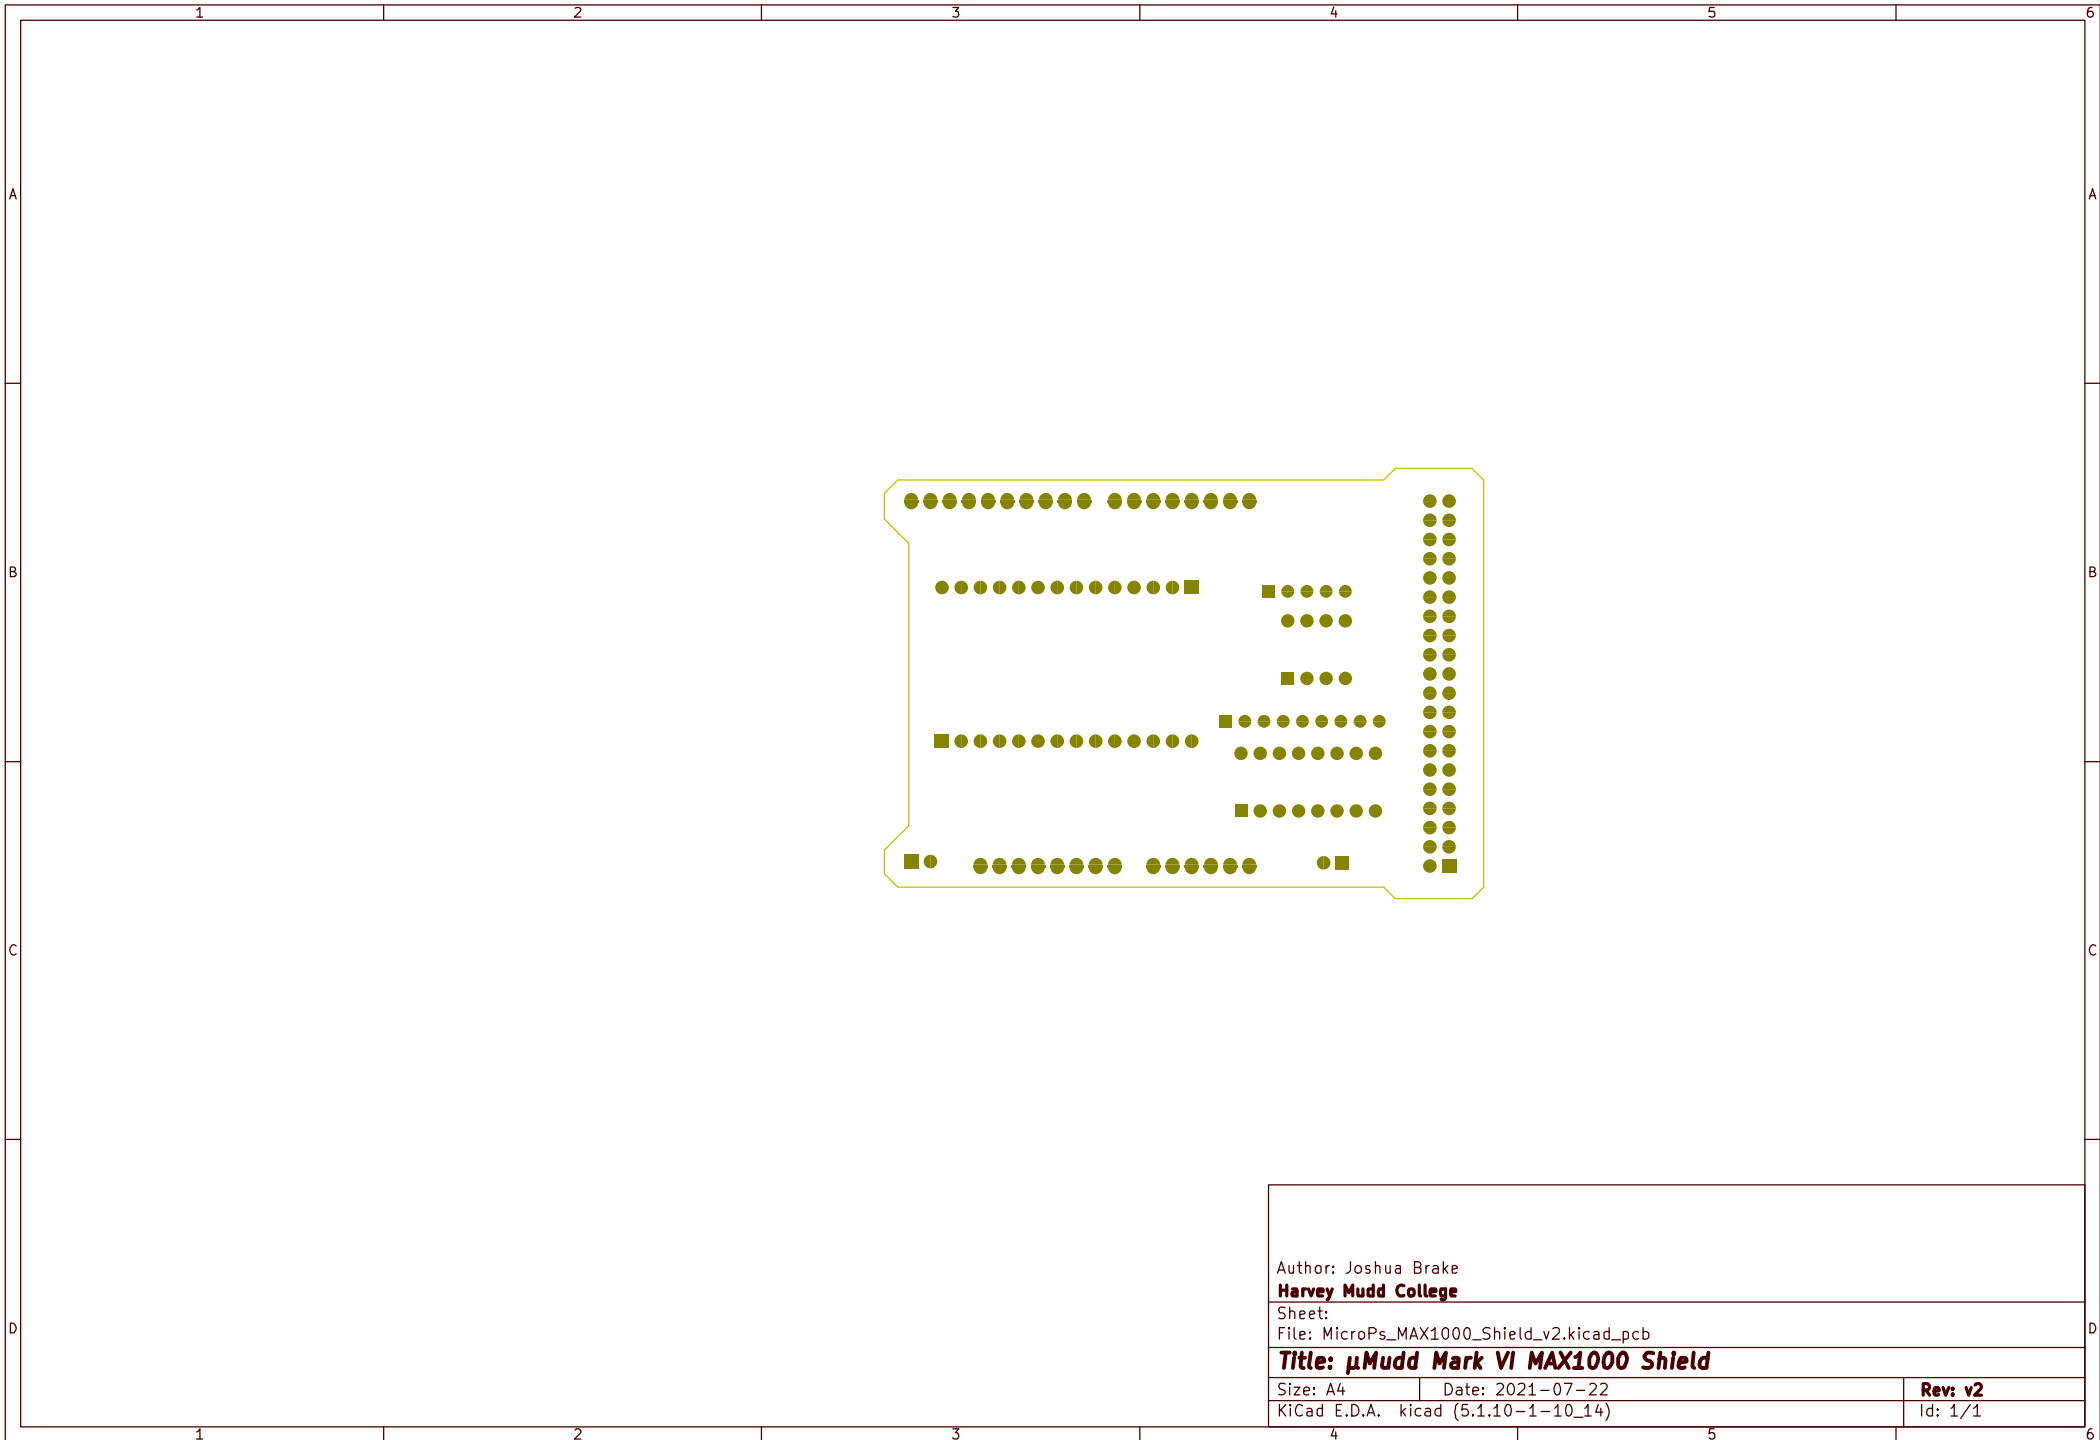 1 2 3 4 5 6
A A
B B
C C
D D
Author: Joshua Brake
Harvey Mudd College
Sheet:
File: MicroPs_MAX1000_Shield_v2.kicad_pcb
Title: µMudd Mark VI MAX1000 Shield
Size: A4 Date: 2021-07-22 Rev: v2
KiCad E.D.A. kicad (5.1.10-1-10_14) Id: 1/1
1 2 3 4 5 6